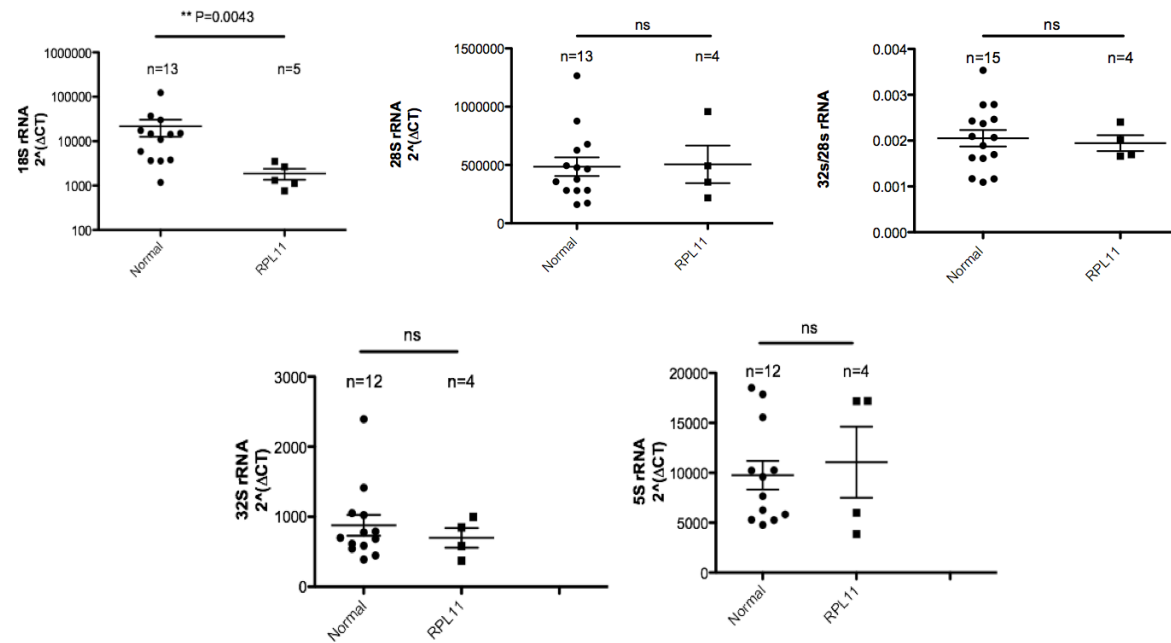 ** P=0.0043
n=13
n=5
18S rRNA
2^(ΔCT)
1000000
100000
10000
1000
100
Normal
RPL11
ns
n=13
n=4
28S rRNA
2^(ΔCT)
1500000
1000000
500000
0
Normal
RPL11
ns
n=15
n=4
32s/28s rRNA
0.004
0.003
0.002
0.001
0.000
Normal
RPL11
ns
n=12
n=4
32S rRNA
2^(ΔCT)
3000
2000
1000
0
Normal
RPL11
ns
n=12
n=4
5S rRNA
2^(ΔCT)
20000
15000
10000
5000
0
Normal
RPL11